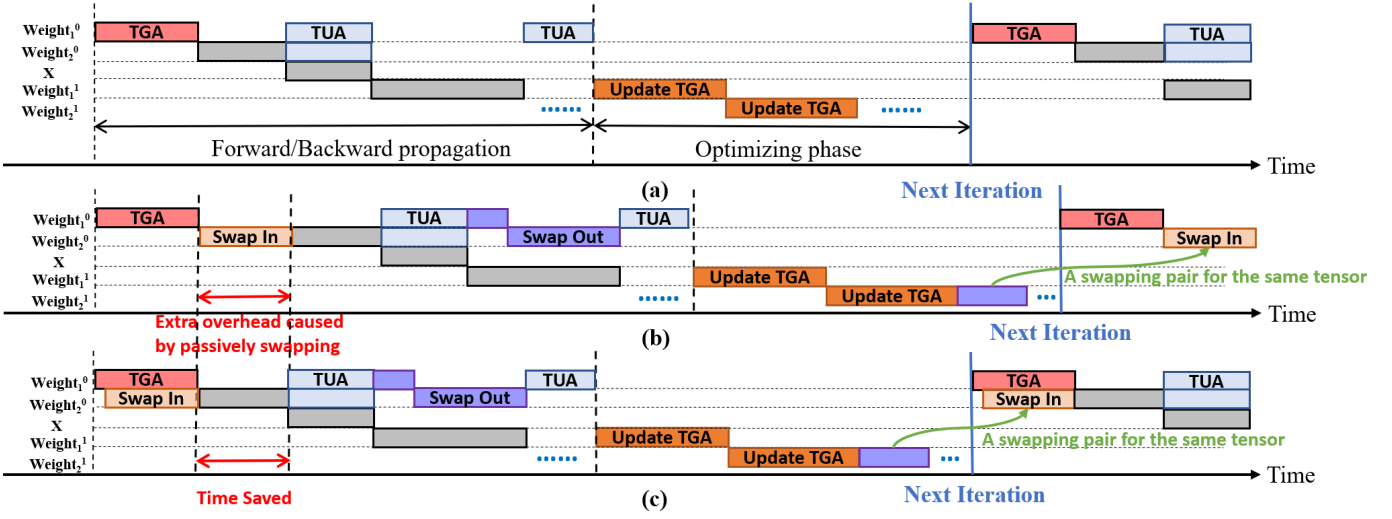 Weight₁⁰ TGA TUA TUA TGA TUA
Weight₂⁰
X
Weight₁¹ Update TGA
Weight₂¹ ...... Update TGA ......
Forward/Backward propagation Optimizing phase
Time
(a) Next Iteration
Weight₁⁰ TGA TUA TUA TGA
Weight₂⁰ Swap In Swap Out Swap In
X
Weight₁¹ Update TGA A swapping pair for the same tensor
Weight₂¹ ...... Update TGA ...
Time
Extra overhead caused
by passively swapping
(b) Next Iteration
Weight₁⁰ TGA TUA TUA TGA TUA
Weight₂⁰ Swap In Swap Out Swap In
X
Weight₁¹ Update TGA A swapping pair for the same tensor
Weight₂¹ ...... Update TGA ...
Time
Time Saved (c) Next Iteration